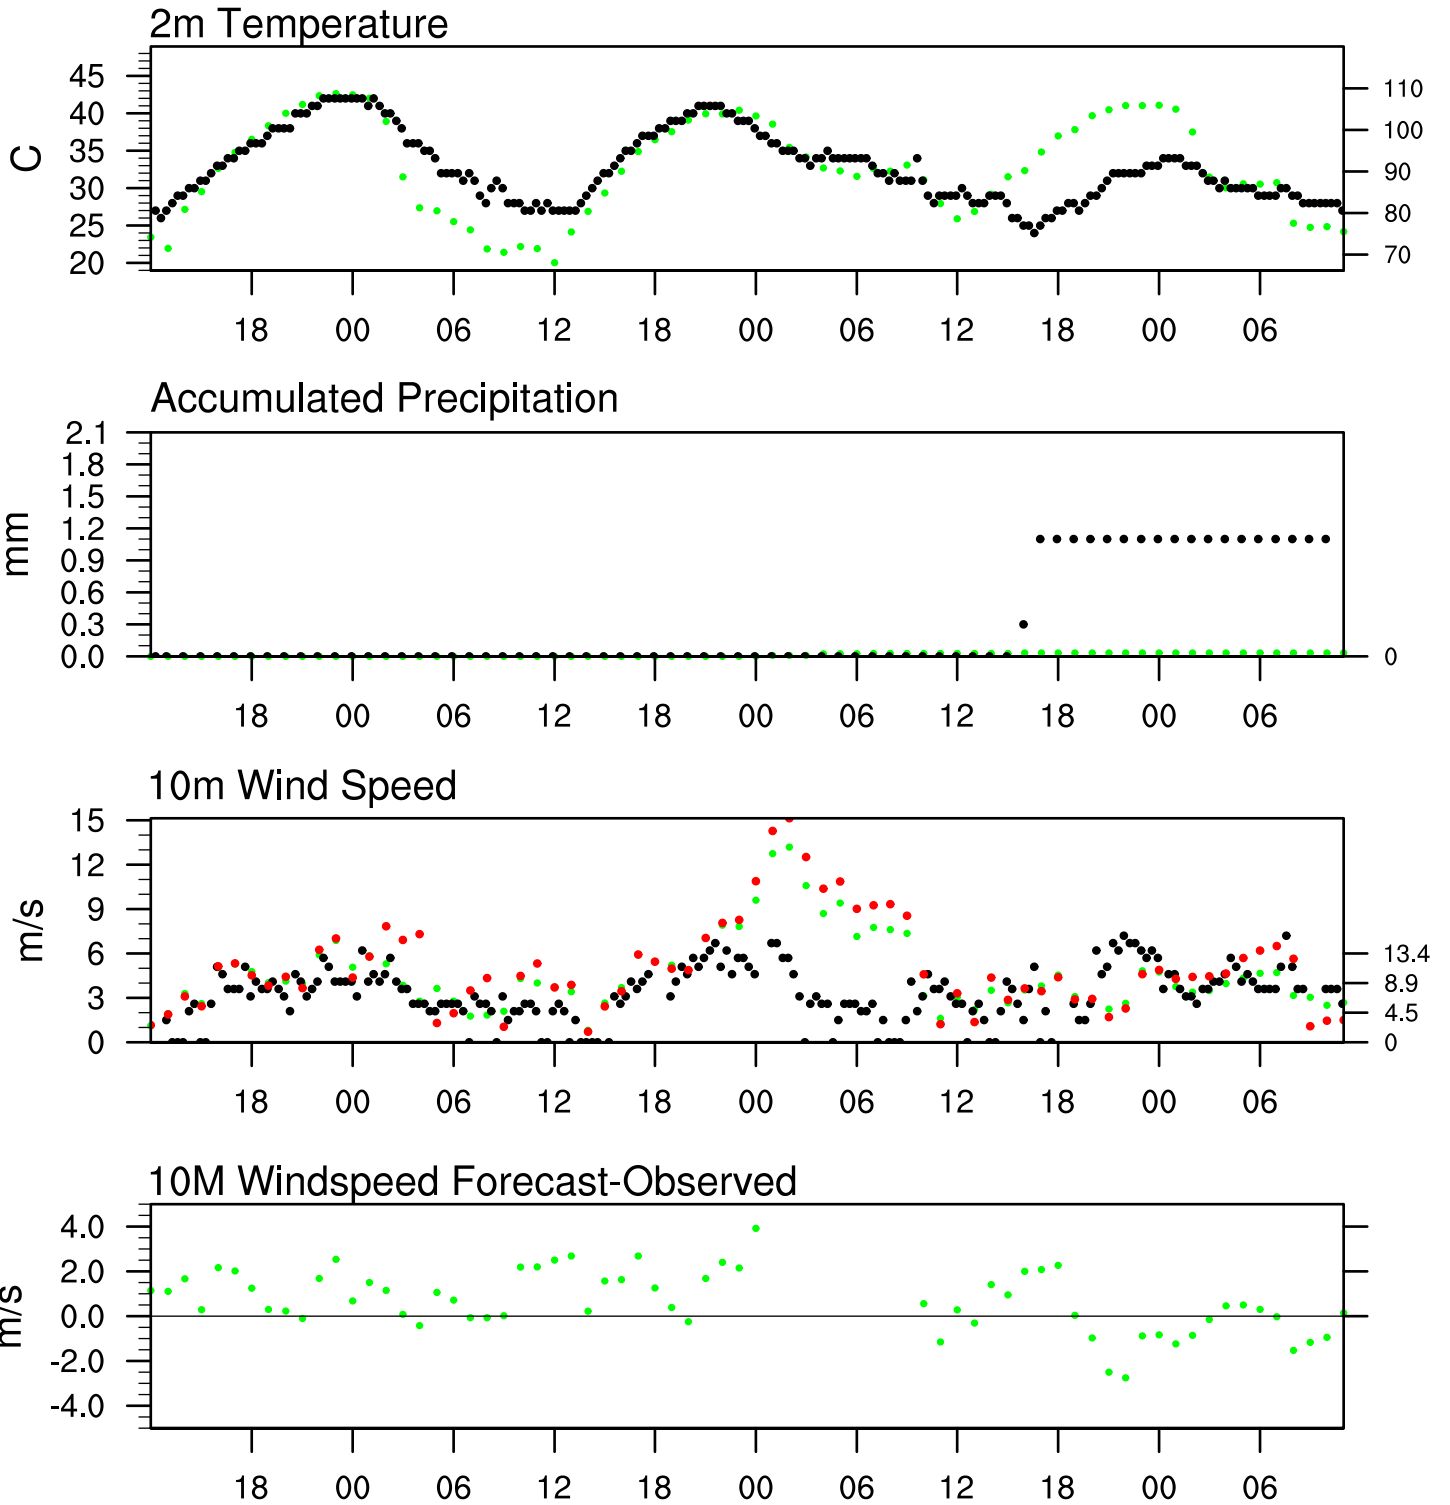 2m Temperature
45
40
35
30
25
20
C
110
100
90
80
70
18 00 06 12 18 00 06 12 18 00 06
Accumulated Precipitation
2.1
1.8
1.5
1.2
0.9
0.6
0.3
0.0
mm
0
18 00 06 12 18 00 06 12 18 00 06
10m Wind Speed
15
12
9
6
3
0
m/s
13.4
8.9
4.5
0
18 00 06 12 18 00 06 12 18 00 06
10M Windspeed Forecast-Observed
4.0
2.0
0.0
-2.0
-4.0
m/s
18 00 06 12 18 00 06 12 18 00 06